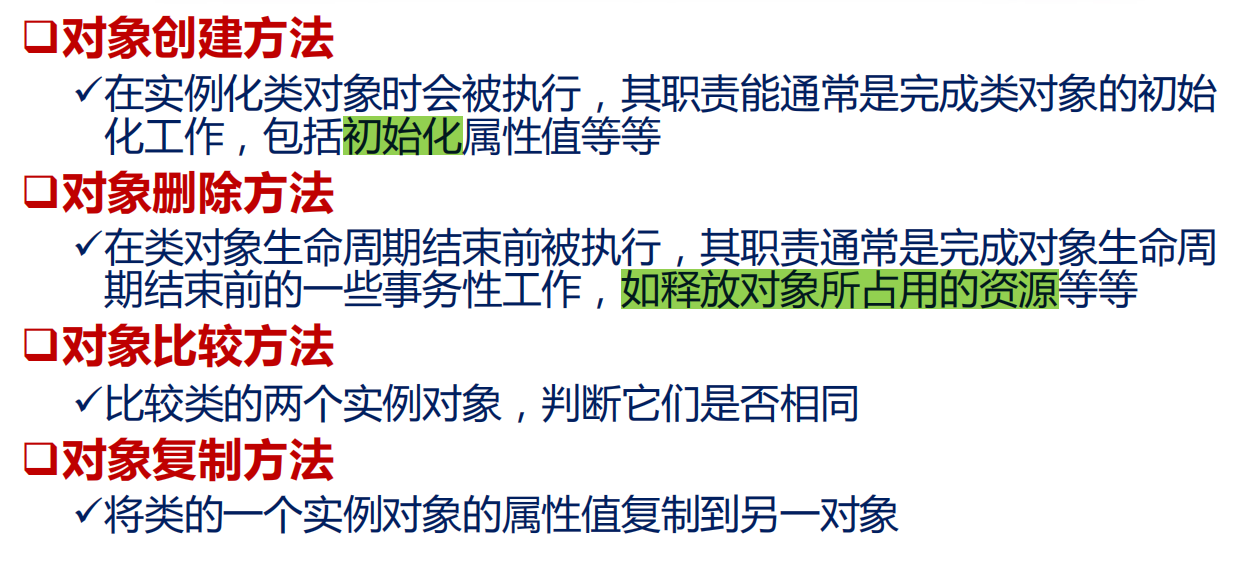 ❑对象创建方法
✓在实例化类对象时会被执行，其职责能通常是完成类对象的初始
化工作，包括初始化属性值等等
❑对象删除方法
✓在类对象生命周期结束前被执行，其职责通常是完成对象生命周
期结束前的一些事务性工作，如释放对象所占用的资源等等
❑对象比较方法
✓比较类的两个实例对象，判断它们是否相同
❑对象复制方法
✓将类的一个实例对象的属性值复制到另一对象